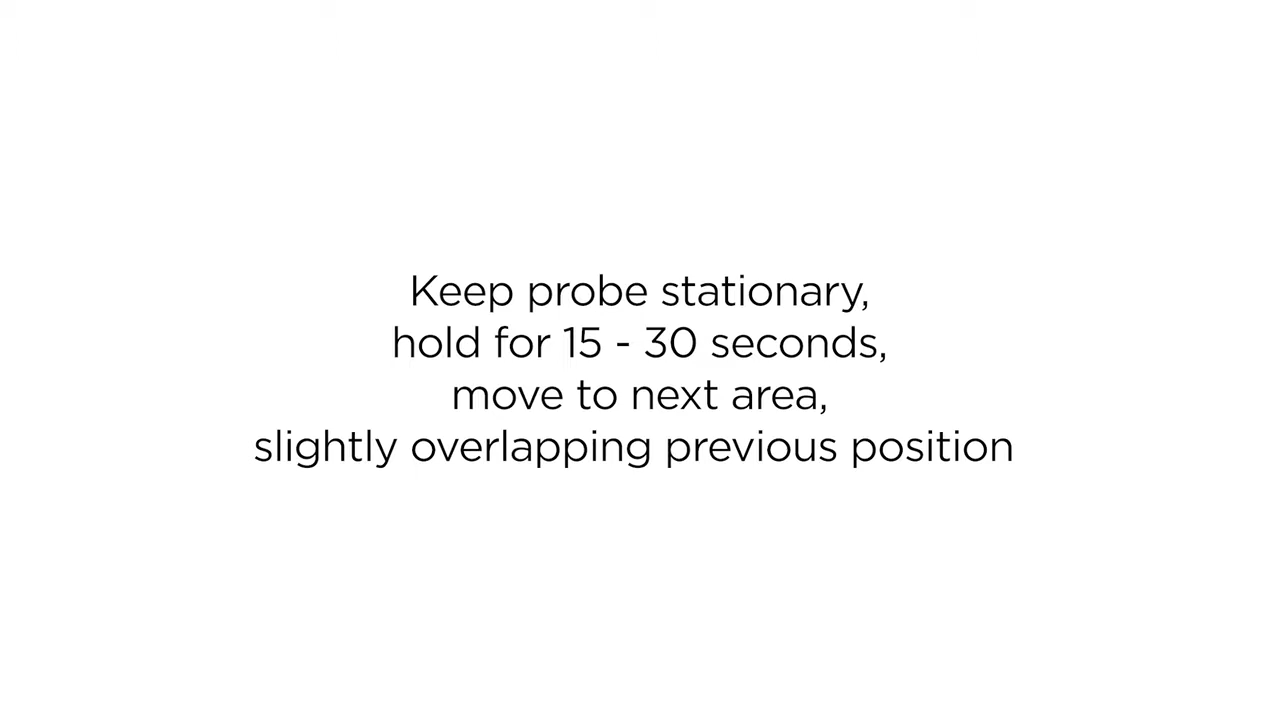 Keep probe stationary,
hold for 15 - 30 seconds,
move to next area,
slightly overlapping previous position